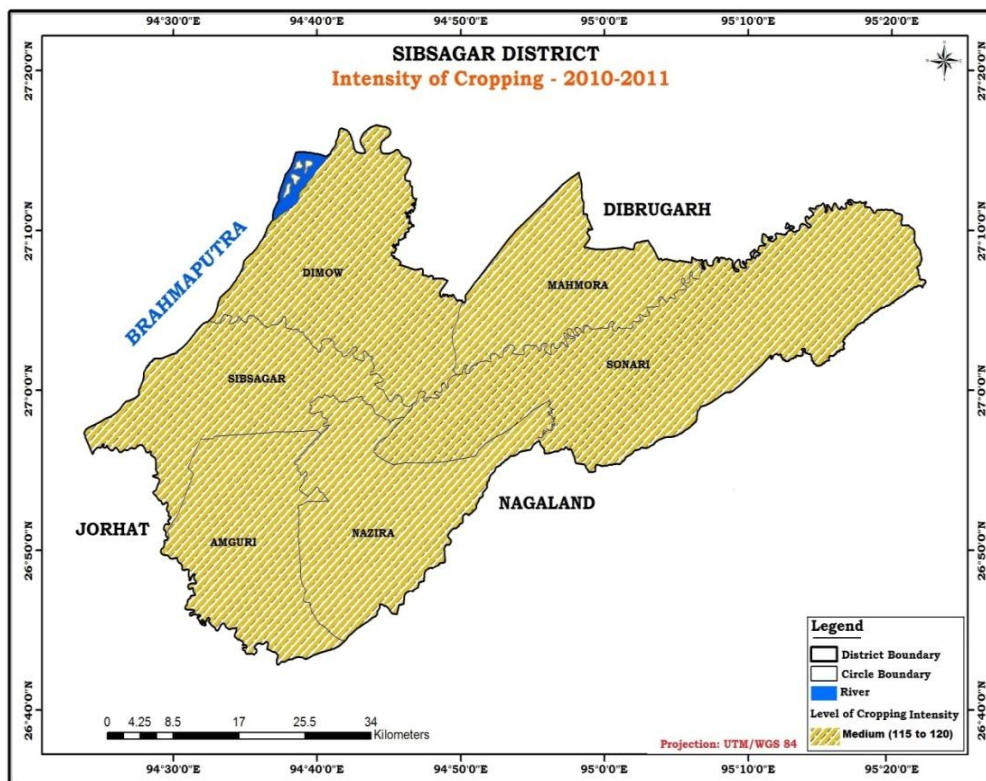 94°30'0"E 94°40'0"E 94°50'0"E 95°0'0"E 95°10'0"E 95°20'0"E
SIBSAGAR DISTRICT
Intensity of Cropping - 2010-2011
27°20'0"N 27°20'0"N
27°10'0"N 27°10'0"N
27°0'0"N 27°0'0"N
26°50'0"N 26°50'0"N
26°40'0"N 26°40'0"N
BRAHMAPUTRA
DIBRUGARH
DIMOW
MAHMORA
SONARI
SIBSAGAR
NAGALAND
JORHAT
NAZIRA
AMGURI
Legend
District Boundary
Circle Boundary
River
Level of Cropping Intensity
Medium (115 to 120)
0 4.25 8.5 17 25.5 34
Kilometers
Projection: UTM/WGS 84
94°30'0"E 94°40'0"E 94°50'0"E 95°0'0"E 95°10'0"E 95°20'0"E